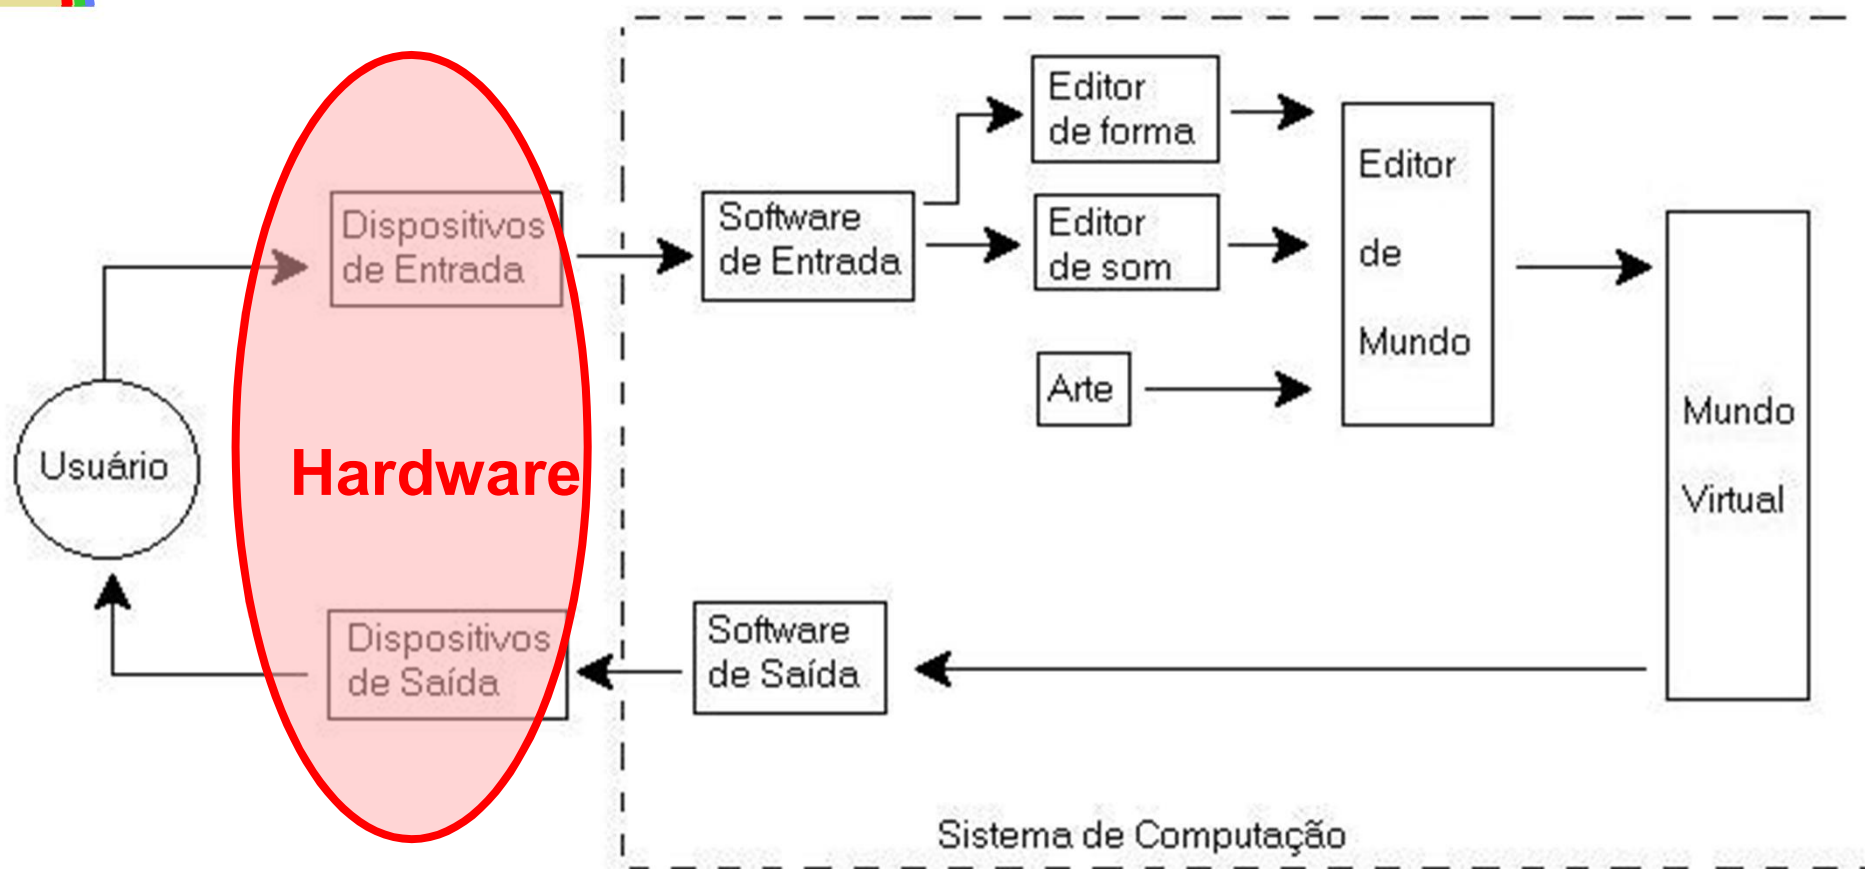 Editor
de forma
Editor
de
Mundo
Dispositivos
de Entrada
Software
de Entrada
Editor
de som
Arte
Mundo
Virtual
Usuário
Hardware
Dispositivos
de Saída
Software
de Saída
Sistema de Computação